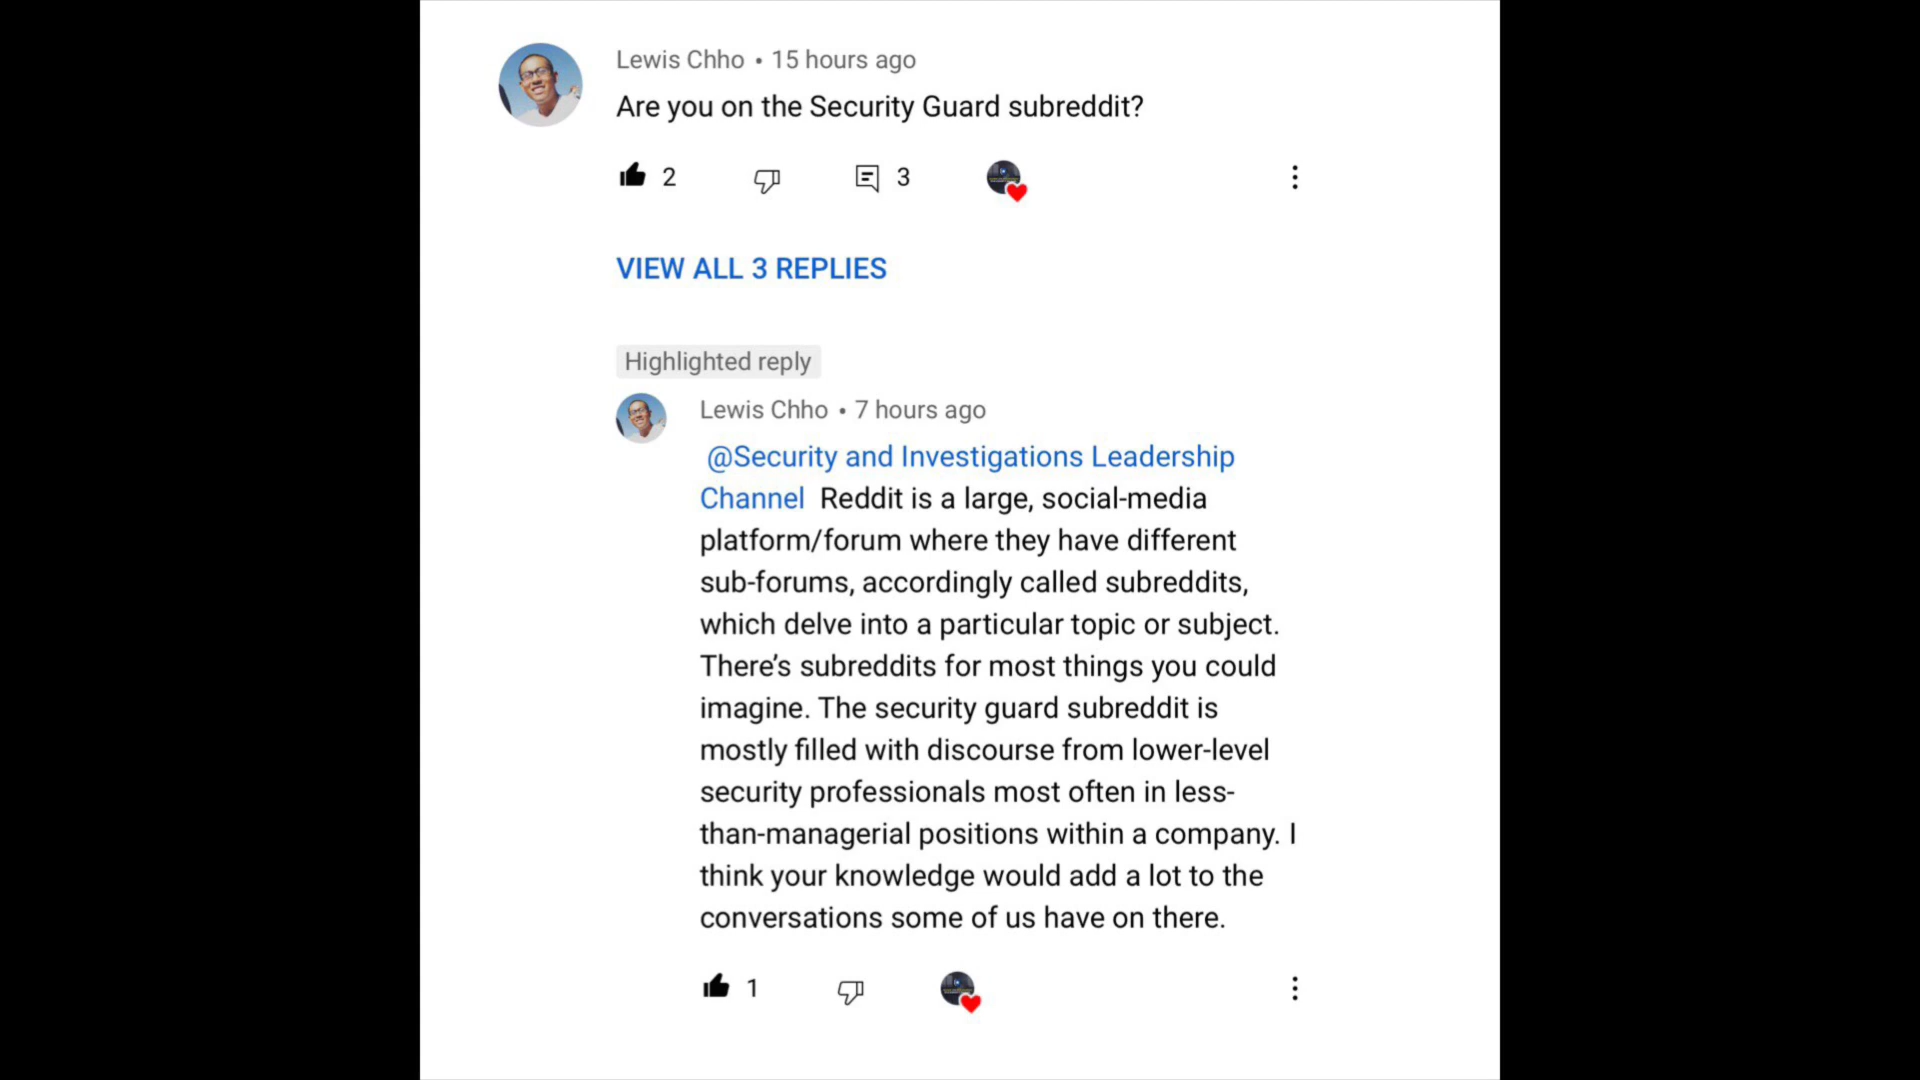 Lewis Chho • 15 hours ago
Are you on the Security Guard subreddit?
2
3
VIEW ALL 3 REPLIES
Highlighted reply
Lewis Chho • 7 hours ago
@Security and Investigations Leadership
Channel Reddit is a large, social-media
platform/forum where they have different
sub-forums, accordingly called subreddits,
which delve into a particular topic or subject.
There’s subreddits for most things you could
imagine. The security guard subreddit is
mostly filled with discourse from lower-level
security professionals most often in less-
than-managerial positions within a company. I
think your knowledge would add a lot to the
conversations some of us have on there.
1